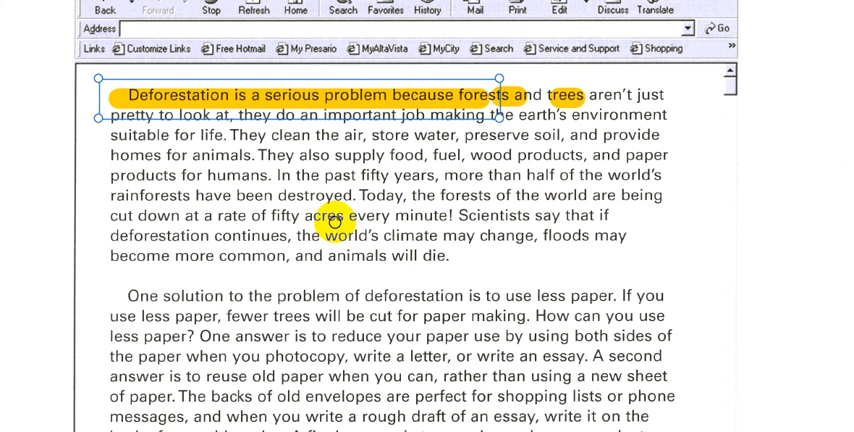 Back Forward Stop Refresh Home Search Favorites History Mail Print Edit Discuss Translate
Address Go
Links Customize Links Free Hotmail My Presario MyAltaVista MyCity Search Service and Support Shopping »
Deforestation is a serious problem because forests and trees aren't just
pretty to look at, they do an important job making the earth's environment
suitable for life. They clean the air, store water, preserve soil, and provide
homes for animals. They also supply food, fuel, wood products, and paper
products for humans. In the past fifty years, more than half of the world's
rainforests have been destroyed. Today, the forests of the world are being
cut down at a rate of fifty acres every minute! Scientists say that if
deforestation continues, the world's climate may change, floods may
become more common, and animals will die.
One solution to the problem of deforestation is to use less paper. If you
use less paper, fewer trees will be cut for paper making. How can you use
less paper? One answer is to reduce your paper use by using both sides of
the paper when you photocopy, write a letter, or write an essay. A second
answer is to reuse old paper when you can, rather than using a new sheet
of paper. The backs of old envelopes are perfect for shopping lists or phone
messages, and when you write a rough draft of an essay, write it on the